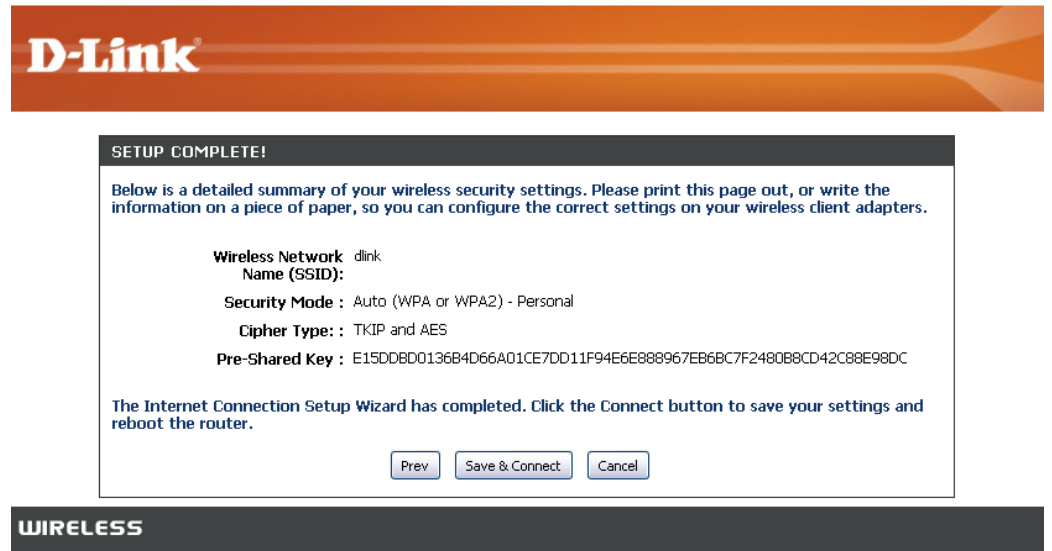 D-Link®
SETUP COMPLETE!
Below is a detailed summary of your wireless security settings. Please print this page out, or write the
information on a piece of paper, so you can configure the correct settings on your wireless client adapters.
Wireless Network dlink
Name (SSID):
Security Mode : Auto (WPA or WPA2) - Personal
Cipher Type: : TKIP and AES
Pre-Shared Key : E15DDBD0136B4D66A01CE7DD11F94E6E888967EB6BC7F2480B8CD42C88E98DC
The Internet Connection Setup Wizard has completed. Click the Connect button to save your settings and
reboot the router.
Prev Save & Connect Cancel
WIRELESS